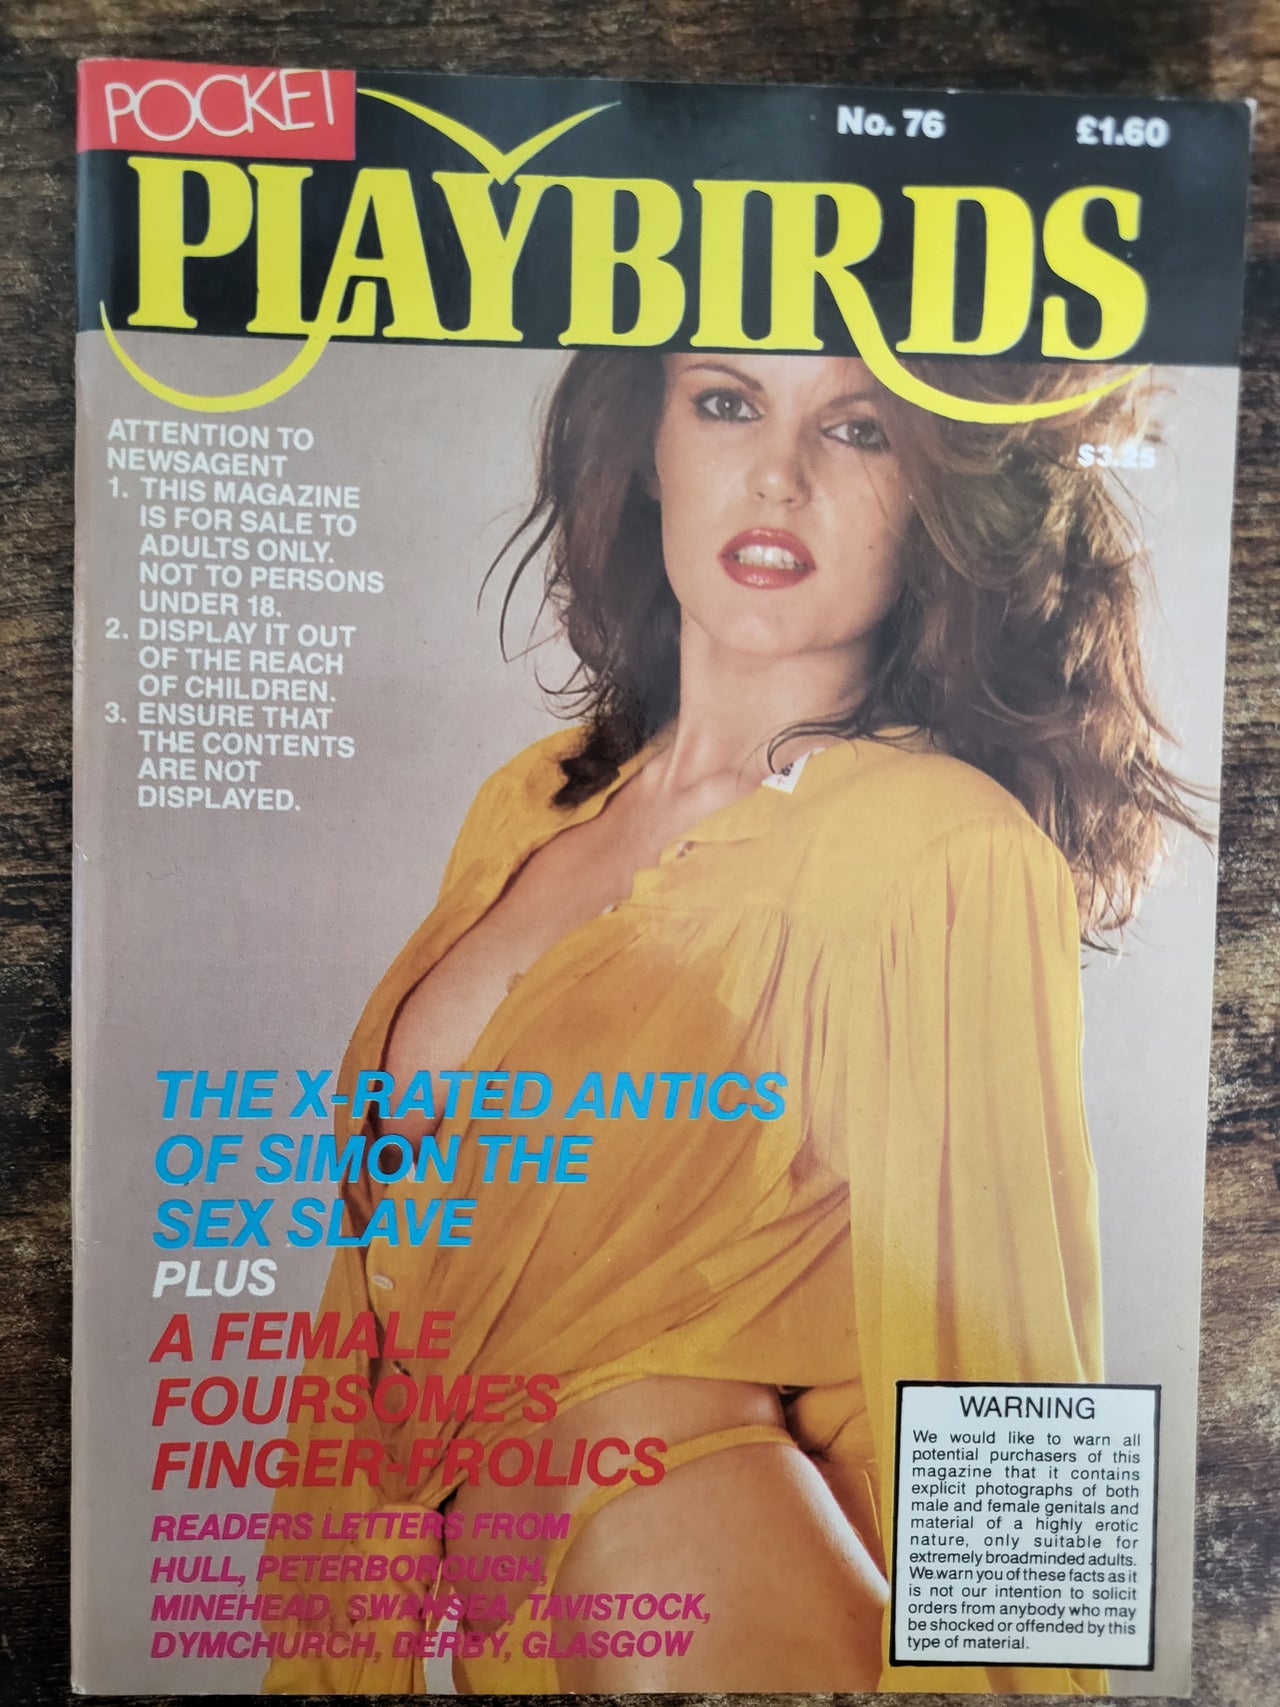 POCKET
No. 76
£1.60
PLAYBIRDS
$3.25
ATTENTION TO
NEWSAGENT
1. THIS MAGAZINE
IS FOR SALE TO
ADULTS ONLY.
NOT TO PERSONS
UNDER 18.
2. DISPLAY IT OUT
OF THE REACH
OF CHILDREN.
3. ENSURE THAT
THE CONTENTS
ARE NOT
DISPLAYED.
THE X-RATED ANTICS
OF SIMON THE
SEX SLAVE
PLUS
A FEMALE
FOURSOME'S
FINGER-FROLICS
READERS LETTERS FROM
HULL, PETERBOROUGH,
MINEHEAD, SWANSEA, TAVISTOCK,
DYMCHURCH, DERBY, GLASGOW
WARNING
We would like to warn all
potential purchasers of this
magazine that it contains
explicit photographs of both
male and female genitals and
material of a highly erotic
nature, only suitable for
extremely broadminded adults.
We warn you of these facts as it
is not our intention to solicit
orders from anybody who may
be shocked or offended by this
type of material.